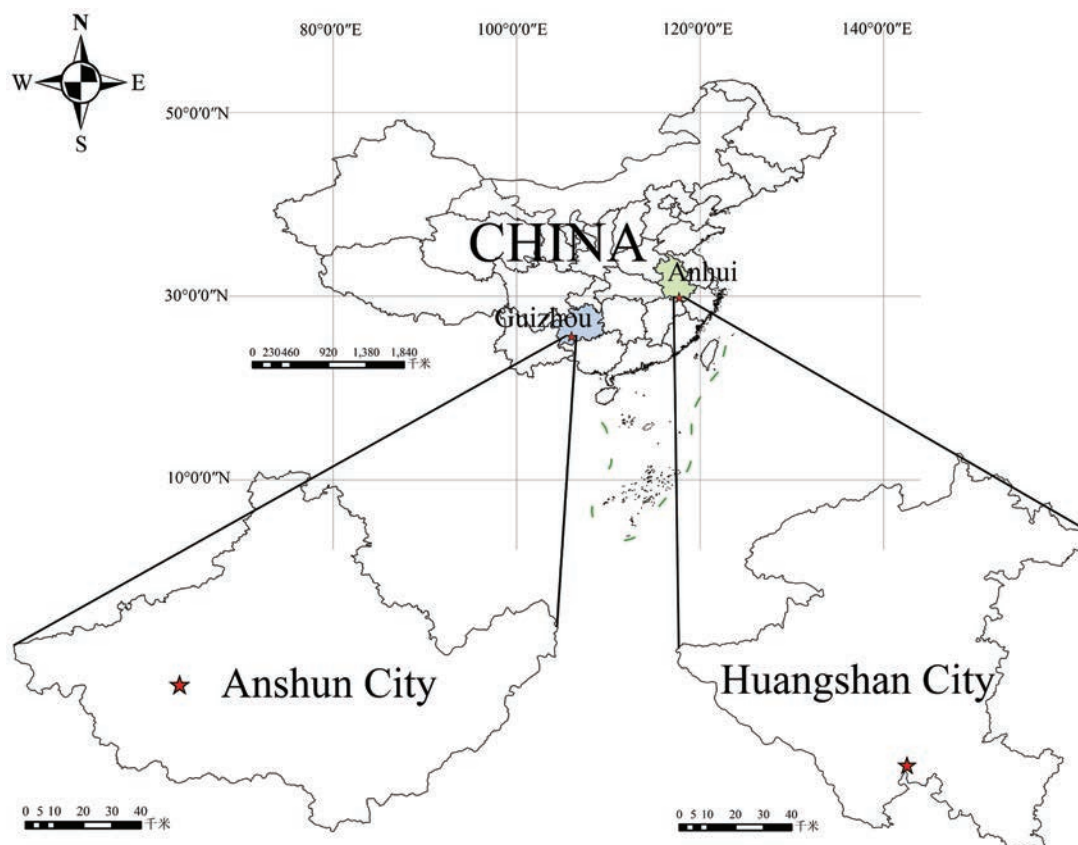 N
W E
S
80°0'0"E 100°0'0"E 120°0'0"E 140°0'0"E
50°0'0"N
CHINA
Anhui
30°0'0"N
Guizhou
0 230460 920 1,380 1,840
千米
10°0'0"N
Anshun City
Huangshan City
0 5 10 20 30 40
千米
0 5 10 20 30 40
千米